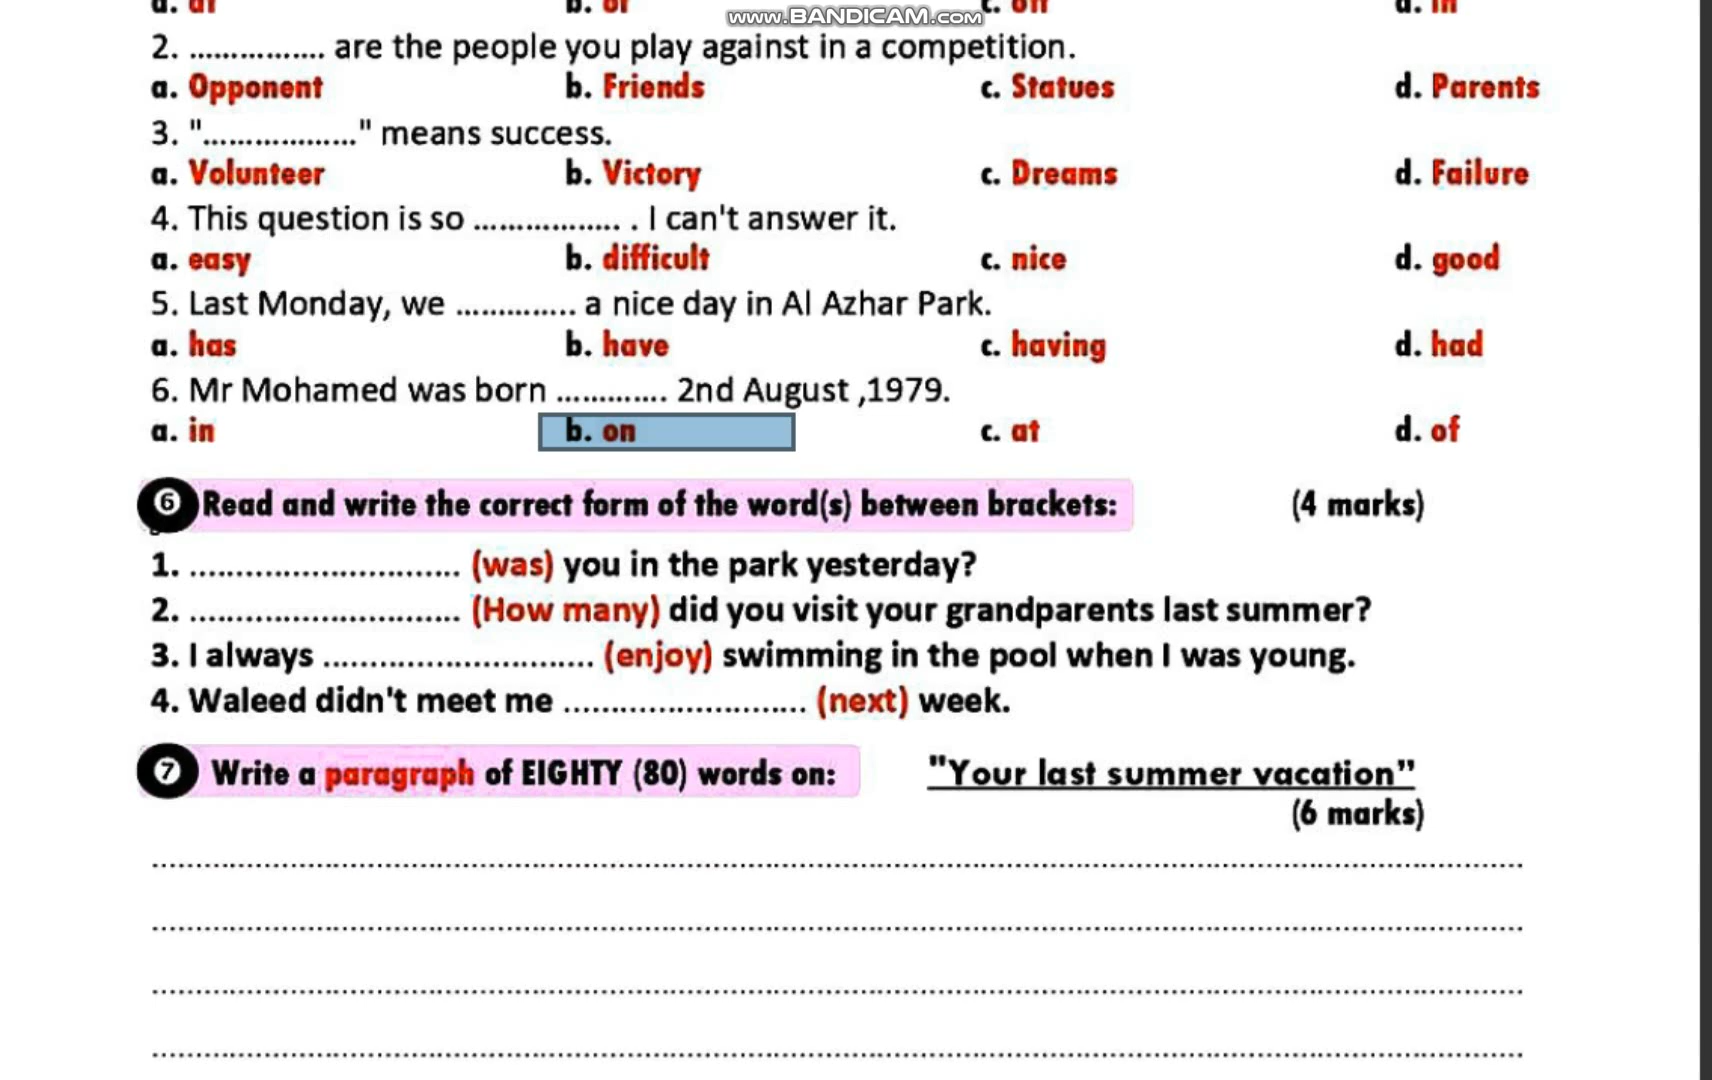 www.BANDICAM.com
2. ................ are the people you play against in a competition.
a. Opponent b. Friends c. Statues d. Parents
3. ".................." means success.
a. Volunteer b. Victory c. Dreams d. Failure
4. This question is so ................. . I can't answer it.
a. easy b. difficult c. nice d. good
5. Last Monday, we .............. a nice day in Al Azhar Park.
a. has b. have c. having d. had
6. Mr Mohamed was born ............. 2nd August ,1979.
a. in b. on c. at d. of
6 Read and write the correct form of the word(s) between brackets: (4 marks)
1. ............................. (was) you in the park yesterday?
2. ............................. (How many) did you visit your grandparents last summer?
3. I always ............................. (enjoy) swimming in the pool when I was young.
4. Waleed didn't meet me .......................... (next) week.
7 Write a paragraph of EIGHTY (80) words on: "Your last summer vacation"
(6 marks)